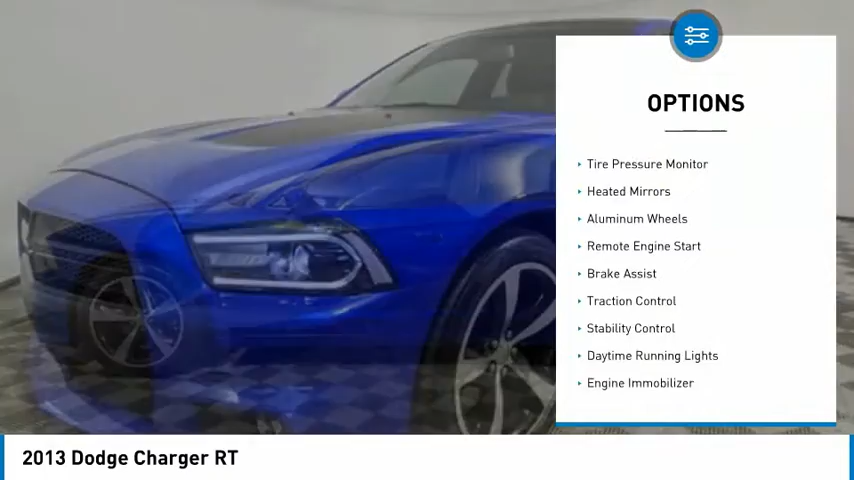 OPTIONS
Tire Pressure Monitor
Heated Mirrors
Aluminum Wheels
Remote Engine Start
Brake Assist
Traction Control
Stability Control
Daytime Running Lights
Engine Immobilizer
2013 Dodge Charger RT